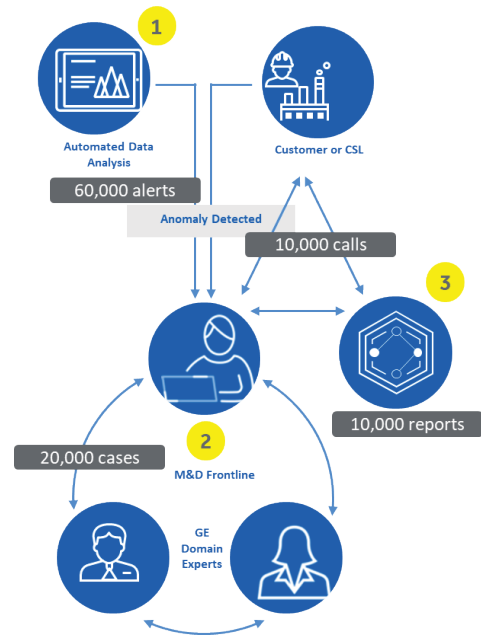 1
Automated Data
Analysis
Customer or CSL
60,000 alerts
Anomaly Detected
10,000 calls
3
10,000 reports
2
20,000 cases
M&D Frontline
GE
Domain
Experts